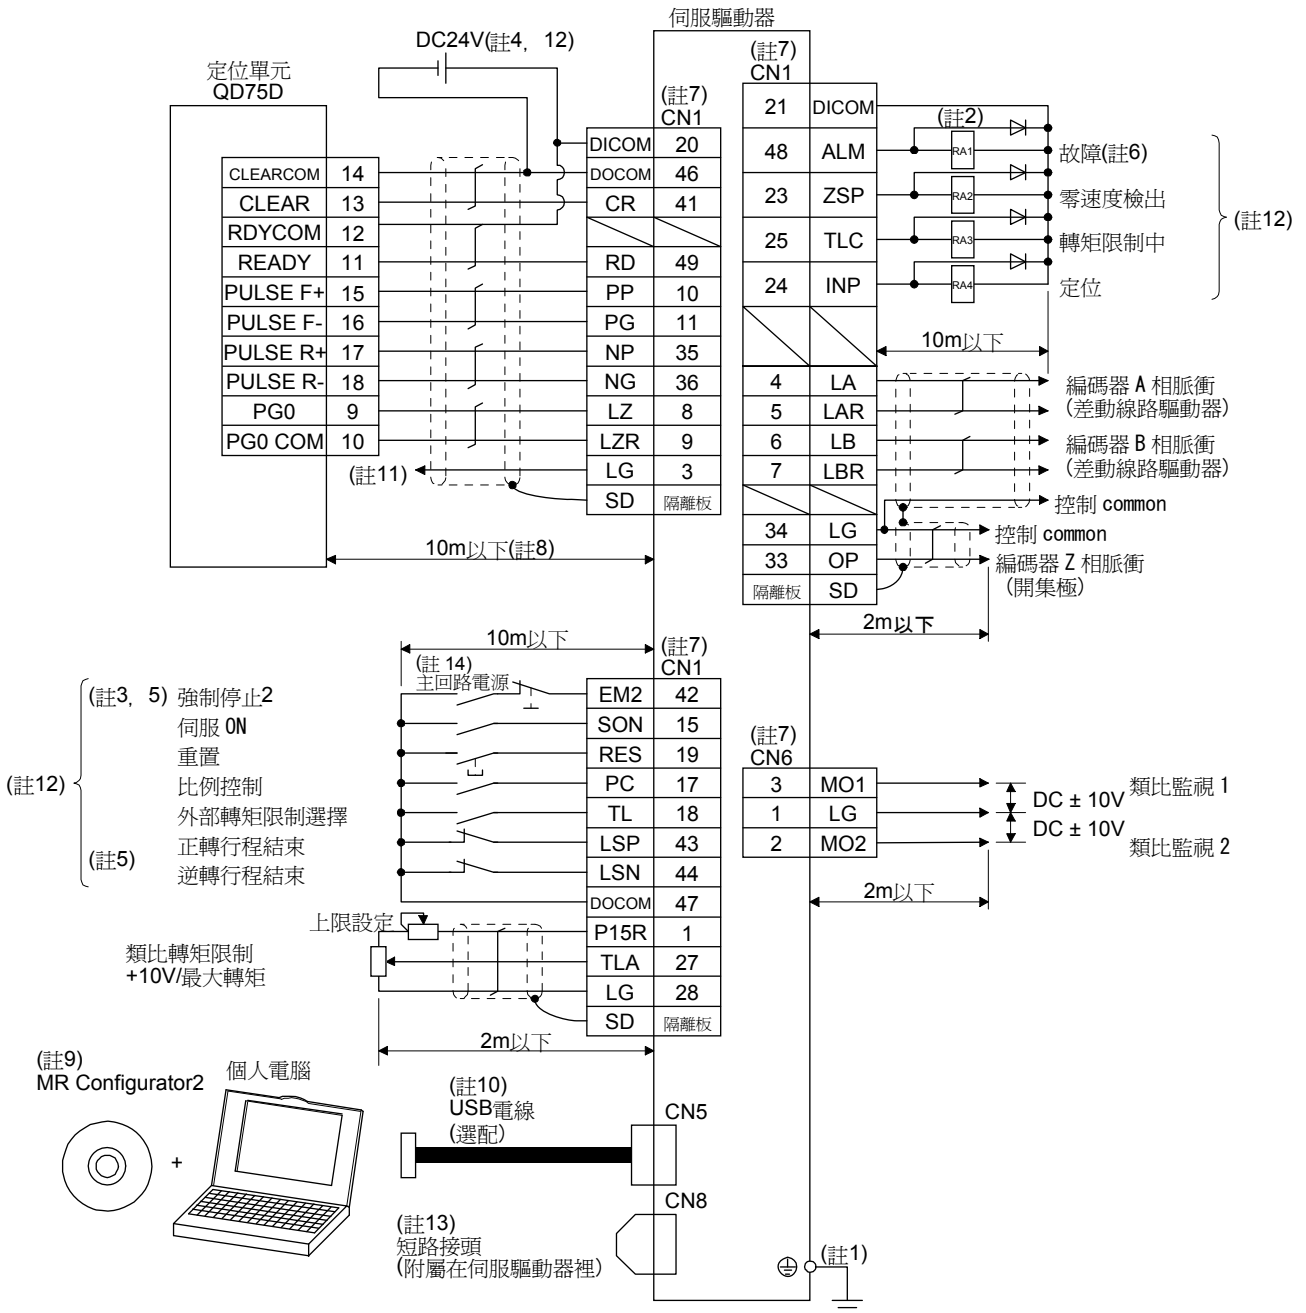 伺服驅動器
DC24V(註4, 12)
定位單元
QD75D
(註7)
CN1
DICOM 20
CLEARCOM 14 DOCOM 46
CLEAR 13 CR 41
RDYCOM 12
READY 11 RD 49
PULSE F+ 15 PP 10
PULSE F- 16 PG 11
PULSE R+ 17 NP 35
PULSE R- 18 NG 36
PG0 9 LZ 8
PG0 COM 10 LZR 9
(註11) LG 3
SD 隔離板
10m以下(註8)
(註7)
CN1
21 DICOM
(註2)
48 ALM RA1 故障(註6)
23 ZSP RA2 零速度檢出
25 TLC RA3 轉矩限制中
24 INP RA4 定位
(註12)
10m以下
4 LA 編碼器 A 相脈衝
5 LAR (差動線路驅動器)
6 LB 編碼器 B 相脈衝
7 LBR (差動線路驅動器)
控制 common
34 LG 控制 common
33 OP 編碼器 Z 相脈衝
隔離板 SD (開集極)
2m以下
10m以下
(註7)
CN1
(註 14)
主回路電源
(註3, 5) 強制停止2 EM2 42
伺服 ON SON 15
重置 RES 19
(註12) 比例控制 PC 17
外部轉矩限制選擇 TL 18
正轉行程結束 LSP 43
(註5) 逆轉行程結束 LSN 44
DOCOM 47
上限設定 P15R 1
類比轉矩限制 TLA 27
+10V/最大轉矩 LG 28
SD 隔離板
2m以下
(註7)
CN6
3 MO1 類比監視 1
DC ± 10V
1 LG
DC ± 10V
2 MO2 類比監視 2
2m以下
(註9)
MR Configurator2 個人電腦
+
(註10)
USB電線
(選配)
CN5
CN8
(註13)
短路接頭
(附屬在伺服驅動器裡)
(註1)